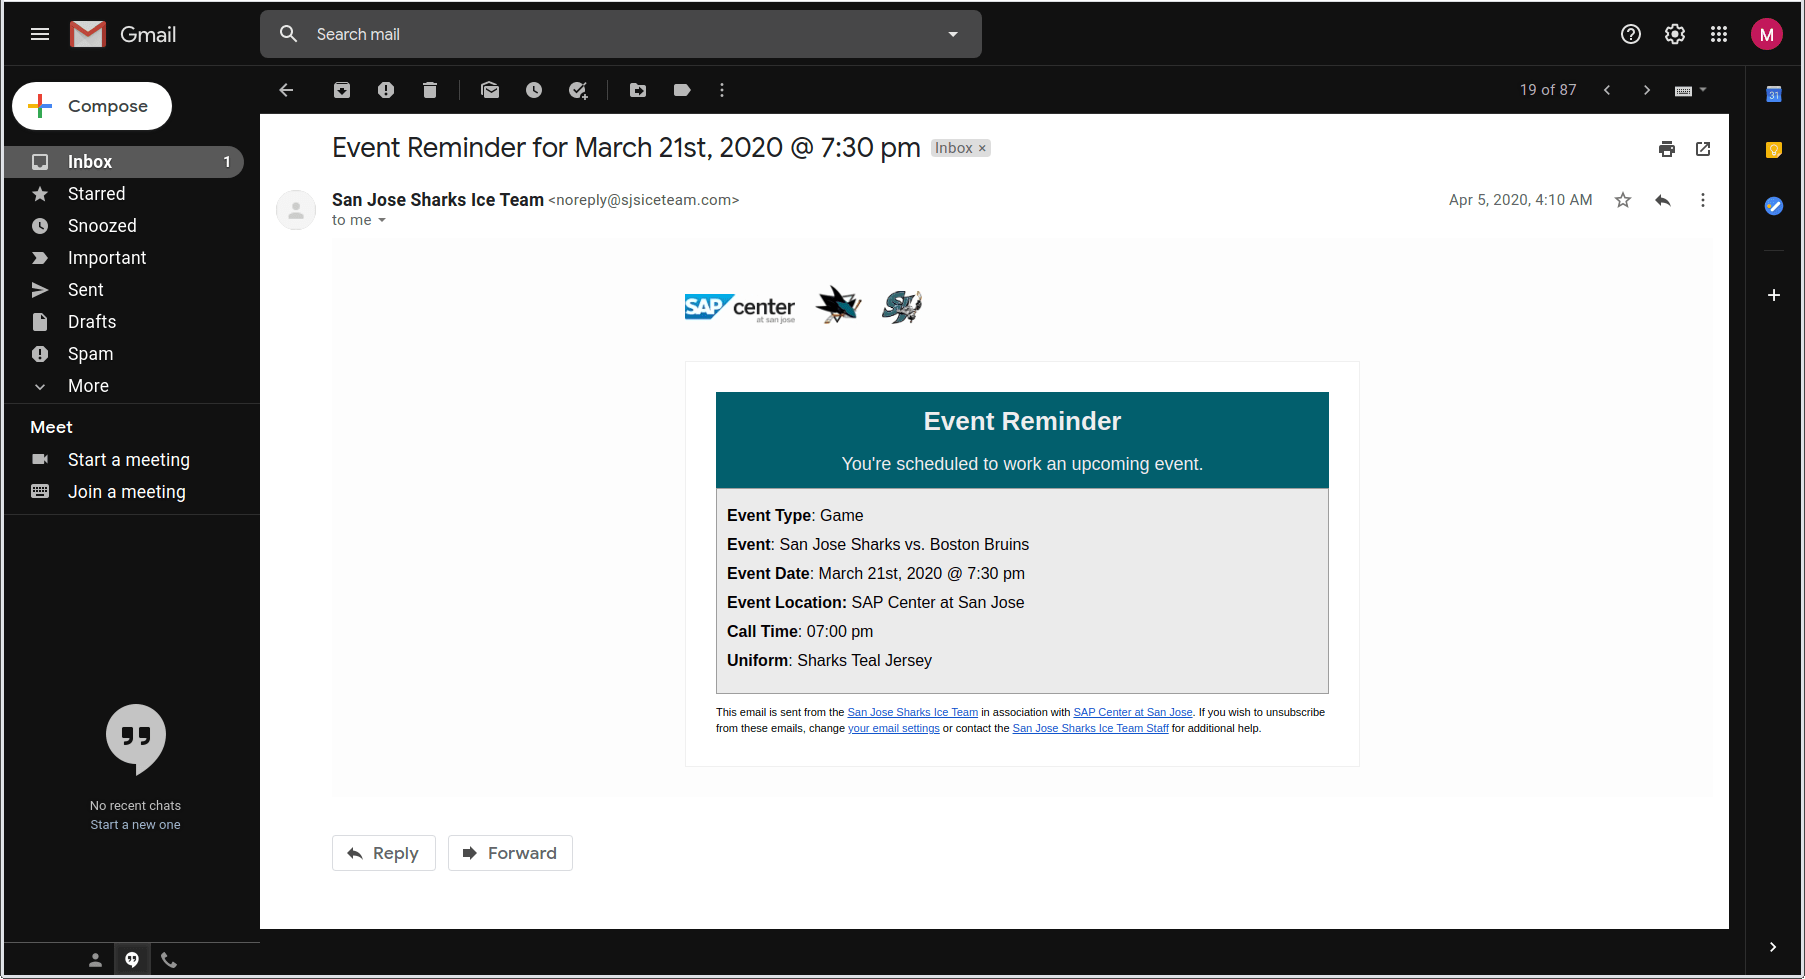 Gmail
Search mail
M
Compose
19 of 87
Inbox 1
Starred
Snoozed
Important
Sent
Drafts
Spam
More
Meet
Start a meeting
Join a meeting
No recent chats
Start a new one
Event Reminder for March 21st, 2020 @ 7:30 pm Inbox ×
San Jose Sharks Ice Team <noreply@sjsiceteam.com> Apr 5, 2020, 4:10 AM
to me
SAP center
at san jose
SJ
Event Reminder
You're scheduled to work an upcoming event.
Event Type: Game
Event: San Jose Sharks vs. Boston Bruins
Event Date: March 21st, 2020 @ 7:30 pm
Event Location: SAP Center at San Jose
Call Time: 07:00 pm
Uniform: Sharks Teal Jersey
This email is sent from the San Jose Sharks Ice Team in association with SAP Center at San Jose. If you wish to unsubscribe
from these emails, change your email settings or contact the San Jose Sharks Ice Team Staff for additional help.
Reply
Forward
31